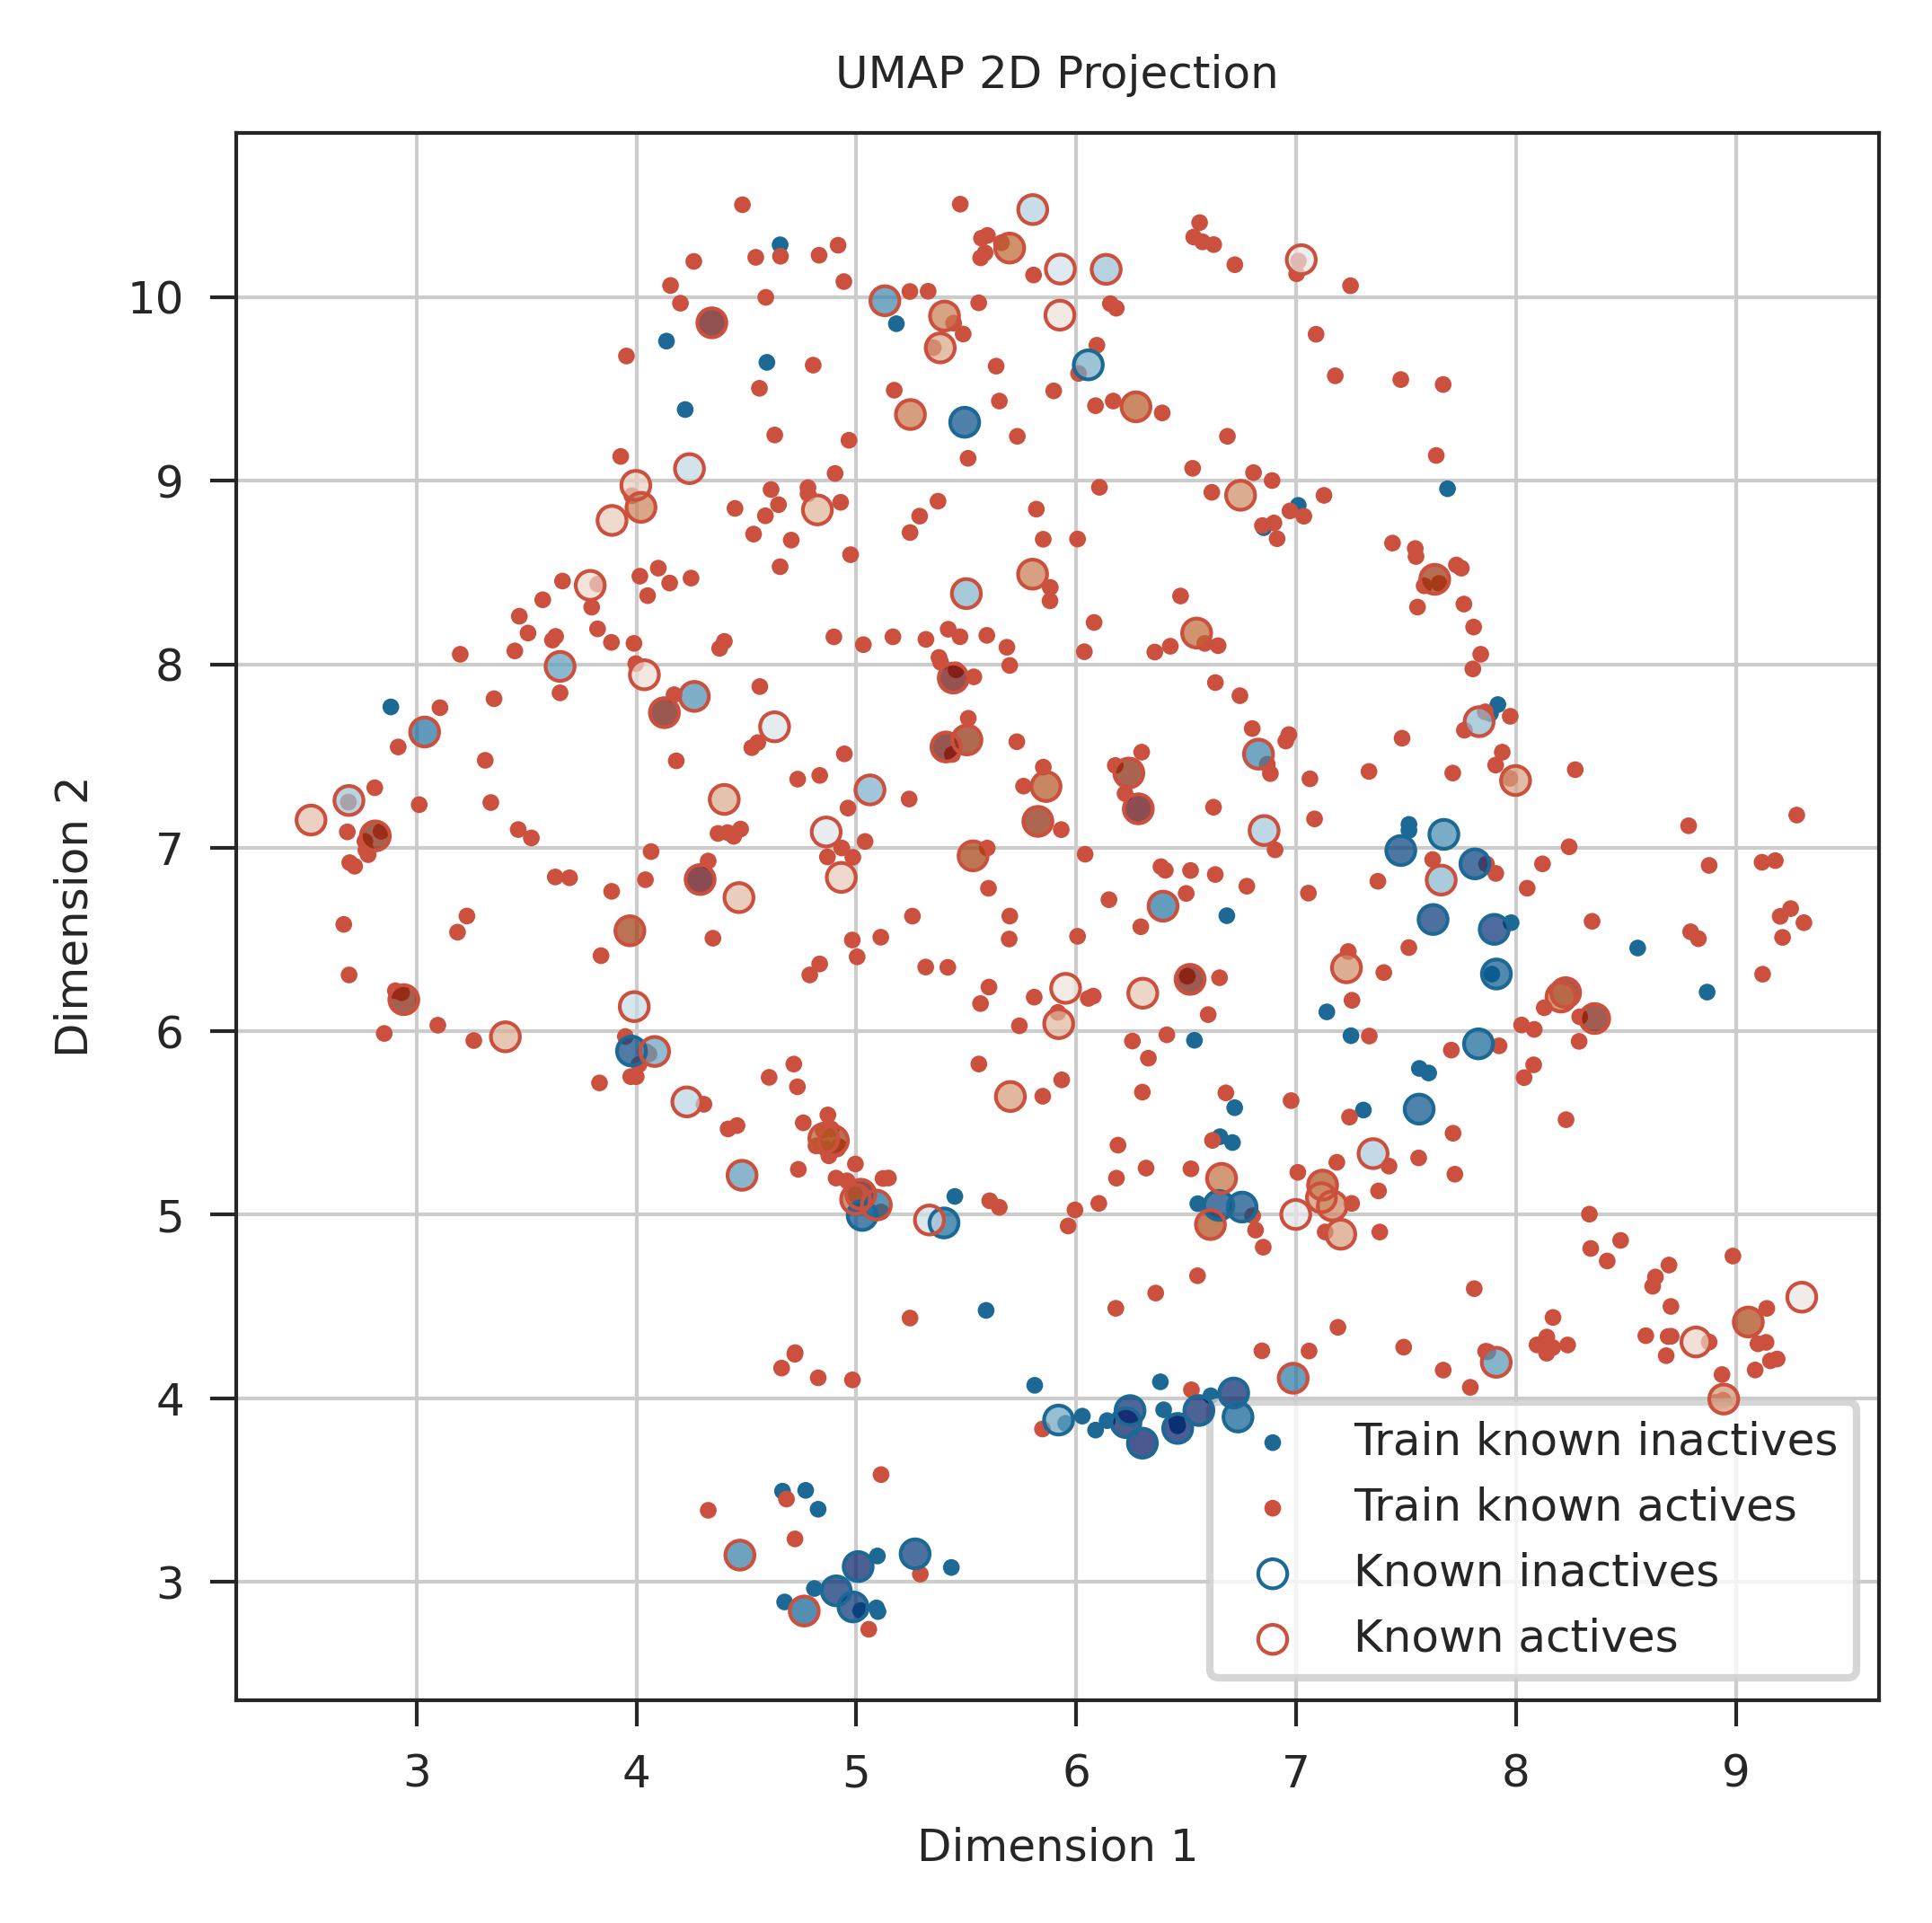 UMAP 2D Projection
10
9
8
7
6
5
4
3
Dimension 2
Train known inactives
Train known actives
Known inactives
Known actives
3 4 5 6 7 8 9
Dimension 1